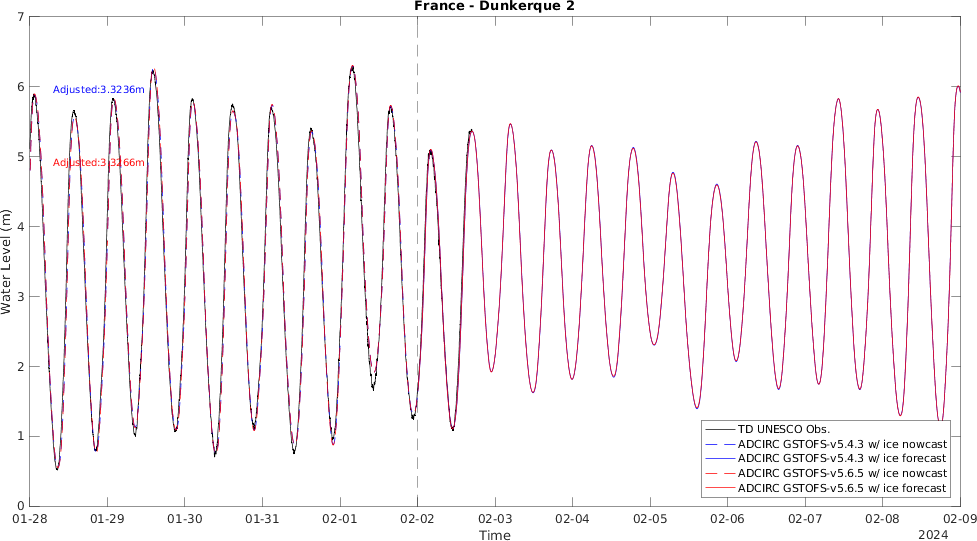 France - Dunkerque 2
Water Level (m)
7
6
5
4
3
2
1
0
Adjusted:3.3236m
Adjusted:3.3266m
TD UNESCO Obs.
ADCIRC GSTOFS-v5.4.3 w/ ice nowcast
ADCIRC GSTOFS-v5.4.3 w/ ice forecast
ADCIRC GSTOFS-v5.6.5 w/ ice nowcast
ADCIRC GSTOFS-v5.6.5 w/ ice forecast
01-28 01-29 01-30 01-31 02-01 02-02 02-03 02-04 02-05 02-06 02-07 02-08 02-09
Time
2024